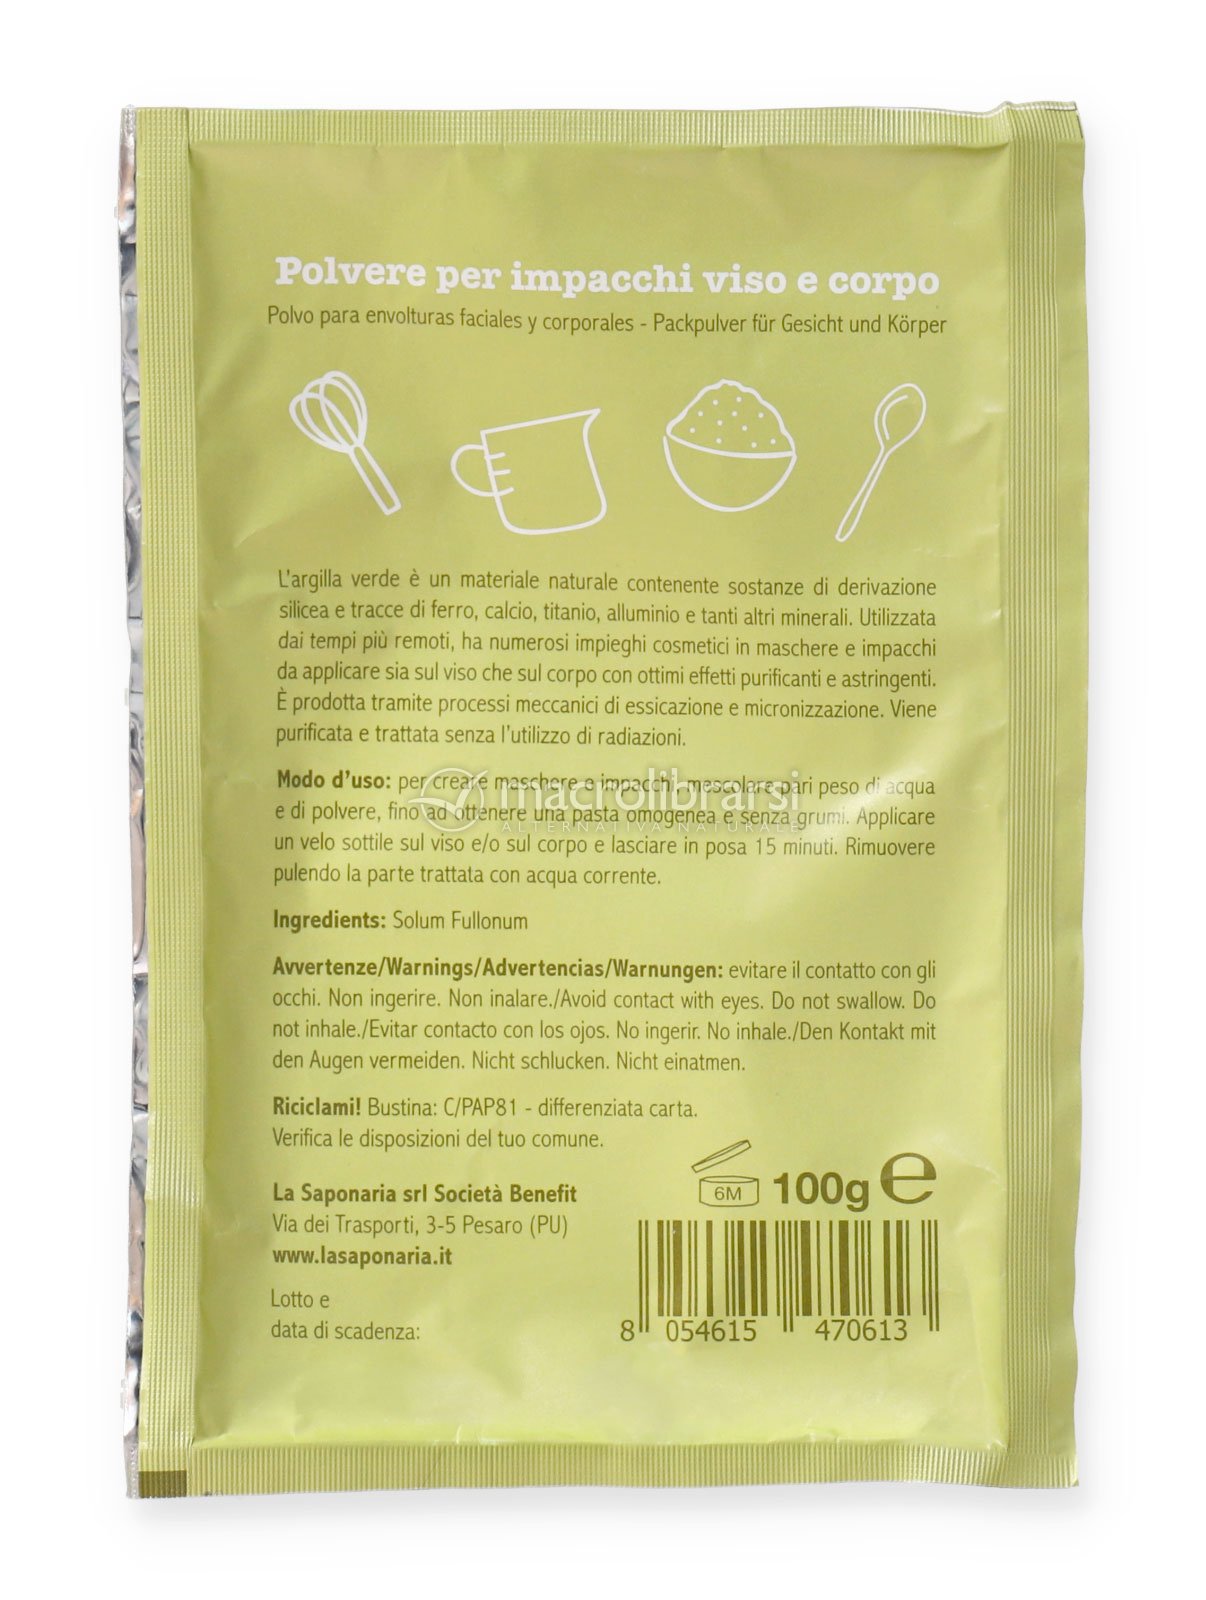 Polvere per impacchi viso e corpo
Polvo para envolturas faciales y corporales - Packpulver für Gesicht und Körper
L'argilla verde è un materiale naturale contenente sostanze di derivazione
silicea e tracce di ferro, calcio, titanio, alluminio e tanti altri minerali. Utilizzata
dai tempi più remoti, ha numerosi impieghi cosmetici in maschere e impacchi
da applicare sia sul viso che sul corpo con ottimi effetti purificanti e astringenti.
È prodotta tramite processi meccanici di essicazione e micronizzazione. Viene
purificata e trattata senza l'utilizzo di radiazioni.
Modo d'uso: per creare maschere e impacchi, mescolare pari peso di acqua
e di polvere, fino ad ottenere una pasta omogenea e senza grumi. Applicare
un velo sottile sul viso e/o sul corpo e lasciare in posa 15 minuti. Rimuovere
pulendo la parte trattata con acqua corrente.
macrolibrarsi
ALTERNATIVA NATURALE
Ingredients: Solum Fullonum
Avvertenze/Warnings/Advertencias/Warnungen: evitare il contatto con gli
occhi. Non ingerire. Non inalare./Avoid contact with eyes. Do not swallow. Do
not inhale./Evitar contacto con los ojos. No ingerir. No inhale./Den Kontakt mit
den Augen vermeiden. Nicht schlucken. Nicht einatmen.
Riciclami! Bustina: C/PAP81 - differenziata carta.
Verifica le disposizioni del tuo comune.
La Saponaria srl Società Benefit
Via dei Trasporti, 3-5 Pesaro (PU)
www.lasaponaria.it
Lotto e
data di scadenza:
6M 100g e
8 054615 470613